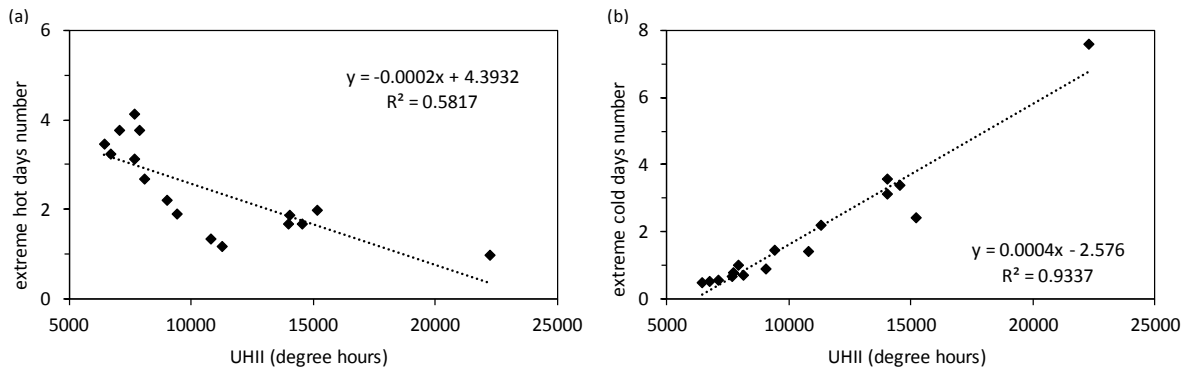 (a)
6
4
2
0
extreme hot days number
y = -0.0002x + 4.3932
R² = 0.5817
5000 10000 15000 20000 25000
UHII (degree hours)
(b)
8
6
4
2
0
extreme cold days number
y = 0.0004x - 2.576
R² = 0.9337
5000 10000 15000 20000 25000
UHII (degree hours)